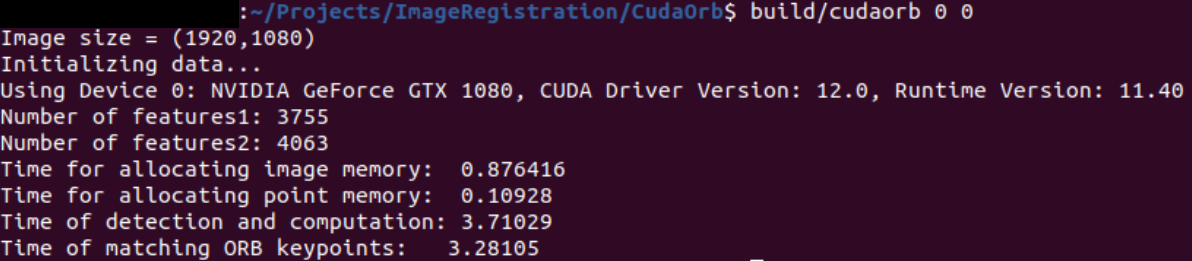 :~/Projects/ImageRegistration/CudaOrb$ build/cudaorb 0 0
Image size = (1920,1080)
Initializing data...
Using Device 0: NVIDIA GeForce GTX 1080, CUDA Driver Version: 12.0, Runtime Version: 11.40
Number of features1: 3755
Number of features2: 4063
Time for allocating image memory:  0.876416
Time for allocating point memory:  0.10928
Time of detection and computation: 3.71029
Time of matching ORB keypoints:   3.28105